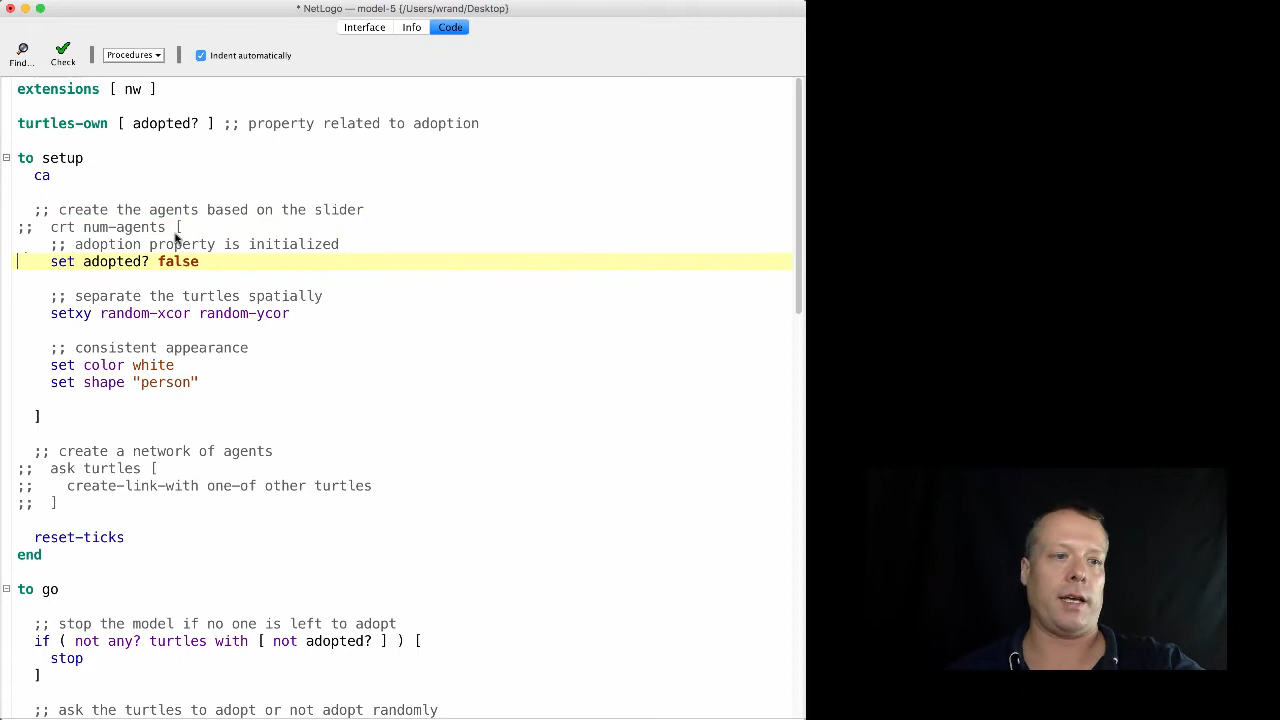 * NetLogo — model-5 {/Users/wrand/Desktop}
Interface Info Code
Find... Check Procedures Indent automatically
extensions [ nw ]
turtles-own [ adopted? ] ;; property related to adoption
to setup
ca
;; create the agents based on the slider
;; crt num-agents [
;; adoption property is initialized
set adopted? false
;; separate the turtles spatially
setxy random-xcor random-ycor
;; consistent appearance
set color white
set shape "person"
]
;; create a network of agents
;; ask turtles [
;; create-link-with one-of other turtles
;; ]
reset-ticks
end
to go
;; stop the model if no one is left to adopt
if ( not any? turtles with [ not adopted? ] ) [
stop
]
;; ask the turtles to adopt or not adopt randomly